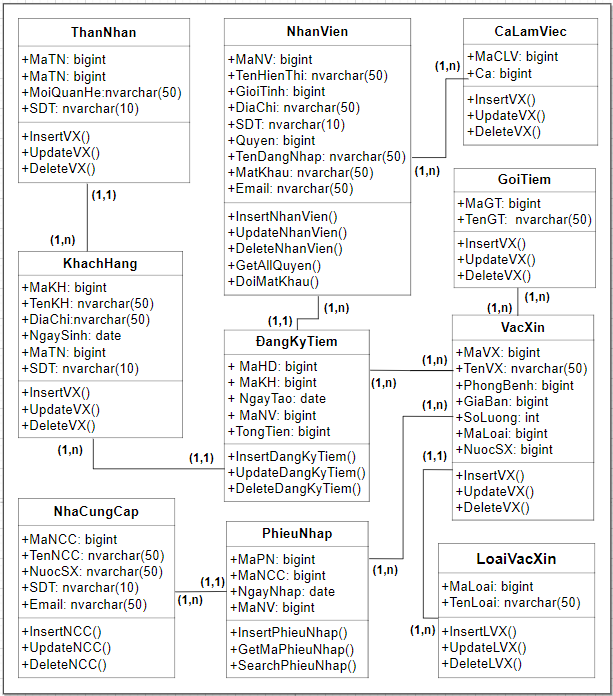 ThanNhan
+MaTN: bigint
+MaTN: bigint
+MoiQuanHe:nvarchar(50)
+SDT: nvarchar(10)
+InsertVX()
+UpdateVX()
+DeleteVX()
(1,1)
(1,n)
NhanVien
+MaNV: bigint
+TenHienThi: nvarchar(50)
+GioiTinh: bigint
+DiaChi: nvarchar(50)
+SDT: nvarchar(10)
+Quyen: bigint
+TenDangNhap: nvarchar(50)
+MatKhau: nvarchar(50)
+Email: nvarchar(50)
+InsertNhanVien()
+UpdateNhanVien()
+DeleteNhanVien()
+GetAllQuyen()
+DoiMatKhau()
(1,n)
(1,n)
(1,n)
(1,1)
CaLamViec
+MaCLV: bigint
+Ca: bigint
+InsertVX()
+UpdateVX()
+DeleteVX()
GoiTiem
+MaGT: bigint
+TenGT: nvarchar(50)
+InsertVX()
+UpdateVX()
+DeleteVX()
(1,n)
(1,n)
KhachHang
+MaKH: bigint
+TenKH: nvarchar(50)
+DiaChi:nvarchar(50)
+NgaySinh: date
+MaTN: bigint
+SDT: nvarchar(10)
+InsertVX()
+UpdateVX()
+DeleteVX()
(1,n)
(1,1)
ĐangKyTiem
+ MaHD: bigint
+ MaKH: bigint
+ NgayTao: date
+ MaNV: bigint
+TongTien: bigint
+InsertDangKyTiem()
+UpdateDangKyTiem()
+DeleteDangKyTiem()
(1,n)
(1,n)
(1,n)
(1,1)
VacXin
+MaVX: bigint
+TenVX: nvarchar(50)
+PhongBenh: bigint
+GiaBan: bigint
+SoLuong: int
+MaLoai: bigint
+NuocSX: bigint
+InsertVX()
+UpdateVX()
+DeleteVX()
NhaCungCap
+MaNCC: bigint
+TenNCC: nvarchar(50)
+NuocSX: nvarchar(50)
+SDT: nvarchar(10)
+Email: nvarchar(50)
+InsertNCC()
+UpdateNCC()
+DeleteNCC()
(1,1)
(1,n)
PhieuNhap
+MaPN: bigint
+MaNCC: bigint
+NgayNhap: date
+MaNV: bigint
+InsertPhieuNhap()
+GetMaPhieuNhap()
+SearchPhieuNhap()
(1,n)
(1,n)
LoaiVacXin
+MaLoai: bigint
+TenLoai: nvarchar(50)
+InsertLVX()
+UpdateLVX()
+DeleteLVX()